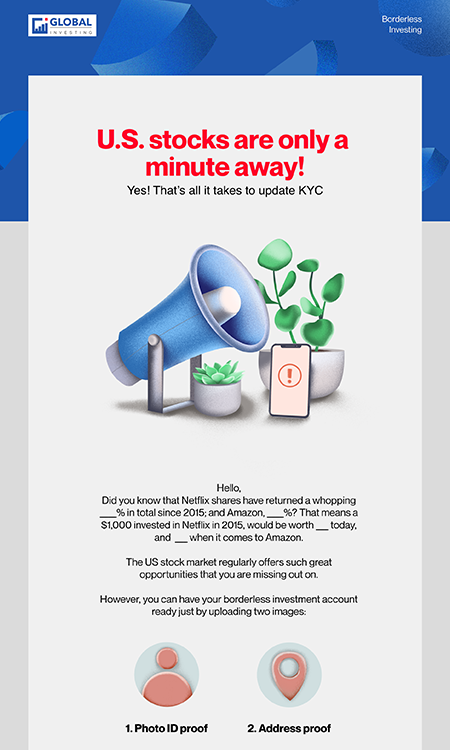 GLOBAL
INVESTING
Borderless
Investing
U.S. stocks are only a
minute away!
Yes! That's all it takes to update KYC
Hello,
Did you know that Netflix shares have returned a whopping
___% in total since 2015; and Amazon, ___%? That means a
$1,000 invested in Netflix in 2015, would be worth __ today,
and __ when it comes to Amazon.
The US stock market regularly offers such great
opportunities that you are missing out on.
However, you can have your borderless investment account
ready just by uploading two images:
1. Photo ID proof
2. Address proof